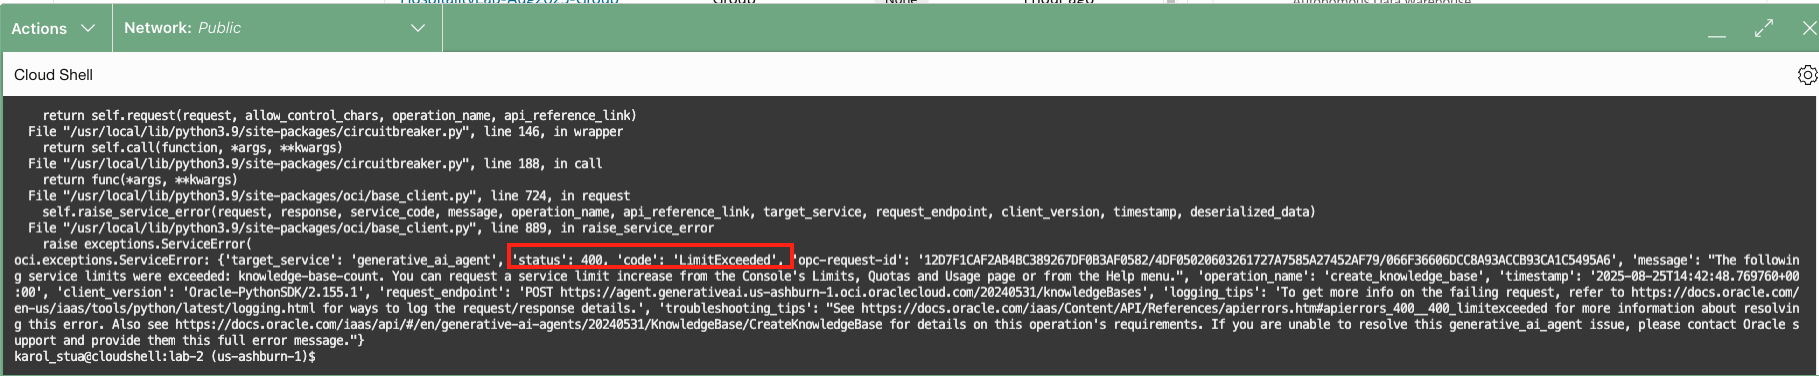 HospitalityLab-Aug2025-Group Group None 1 hour ago Autonomous Data Warehouse
Actions Network: Public
Cloud Shell
return self.request(request, allow_control_chars, operation_name, api_reference_link)
File "/usr/local/lib/python3.9/site-packages/circuitbreaker.py", line 146, in wrapper
return self.call(function, *args, **kwargs)
File "/usr/local/lib/python3.9/site-packages/circuitbreaker.py", line 188, in call
return func(*args, **kwargs)
File "/usr/local/lib/python3.9/site-packages/oci/base_client.py", line 724, in request
self.raise_service_error(request, response, service_code, message, operation_name, api_reference_link, target_service, request_endpoint, client_version, timestamp, deserialized_data)
File "/usr/local/lib/python3.9/site-packages/oci/base_client.py", line 889, in raise_service_error
raise exceptions.ServiceError(
oci.exceptions.ServiceError: {'target_service': 'generative_ai_agent', 'status': 400, 'code': 'LimitExceeded', 'opc-request-id': '12D7F1CAF2AB4BC389267DF0B3AF0582/4DF05020603261727A7585A27452AF79/066F36606DCC8A93ACCB93CA1C5495A6', 'message': "The followin
g service limits were exceeded: knowledge-base-count. You can request a service limit increase from the Console's Limits, Quotas and Usage page or from the Help menu.", 'operation_name': 'create_knowledge_base', 'timestamp': '2025-08-25T14:42:48.769760+00
:00', 'client_version': 'Oracle-PythonSDK/2.155.1', 'request_endpoint': 'POST https://agent.generativeai.us-ashburn-1.oci.oraclecloud.com/20240531/knowledgeBases', 'logging_tips': 'To get more info on the failing request, refer to https://docs.oracle.com/
en-us/iaas/tools/python/latest/logging.html for ways to log the request/response details.', 'troubleshooting_tips': "See https://docs.oracle.com/iaas/Content/API/References/apierrors.htm#apierrors_400__400_limitexceeded for more information about resolvin
g this error. Also see https://docs.oracle.com/iaas/api/#/en/generative-ai-agents/20240531/KnowledgeBase/CreateKnowledgeBase for details on this operation's requirements. If you are unable to resolve this generative_ai_agent issue, please contact Oracle s
upport and provide them this full error message."}
karol_stua@cloudshell:lab-2 (us-ashburn-1)$